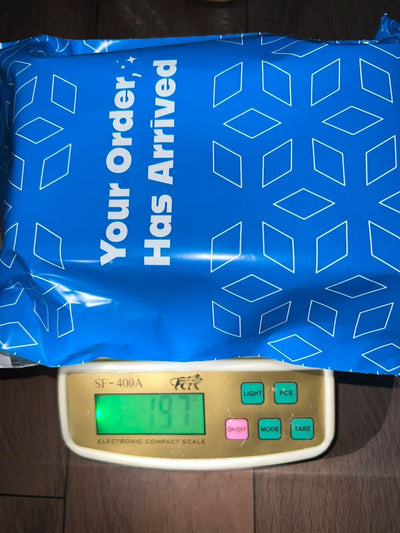 Your Order,
Has Arrived
SF-400A
197
LIGHT
PCS
ON/OFF
MODE
TARE
ELECTRONIC COMPACT SCALE